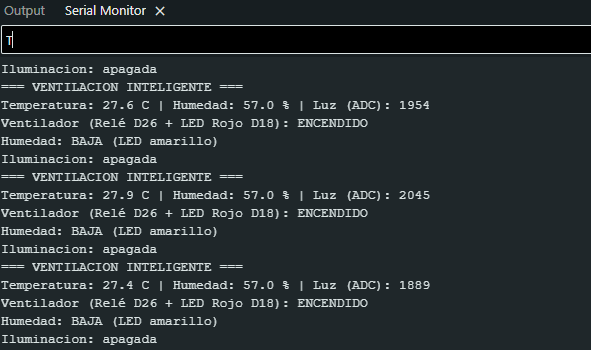 Output Serial Monitor ×
T
Iluminacion: apagada
=== VENTILACION INTELIGENTE ===
Temperatura: 27.6 C | Humedad: 57.0 % | Luz (ADC): 1954
Ventilador (Relé D26 + LED Rojo D18): ENCENDIDO
Humedad: BAJA (LED amarillo)
Iluminacion: apagada
=== VENTILACION INTELIGENTE ===
Temperatura: 27.9 C | Humedad: 57.0 % | Luz (ADC): 2045
Ventilador (Relé D26 + LED Rojo D18): ENCENDIDO
Humedad: BAJA (LED amarillo)
Iluminacion: apagada
=== VENTILACION INTELIGENTE ===
Temperatura: 27.4 C | Humedad: 57.0 % | Luz (ADC): 1889
Ventilador (Relé D26 + LED Rojo D18): ENCENDIDO
Humedad: BAJA (LED amarillo)
Iluminacion: apagada